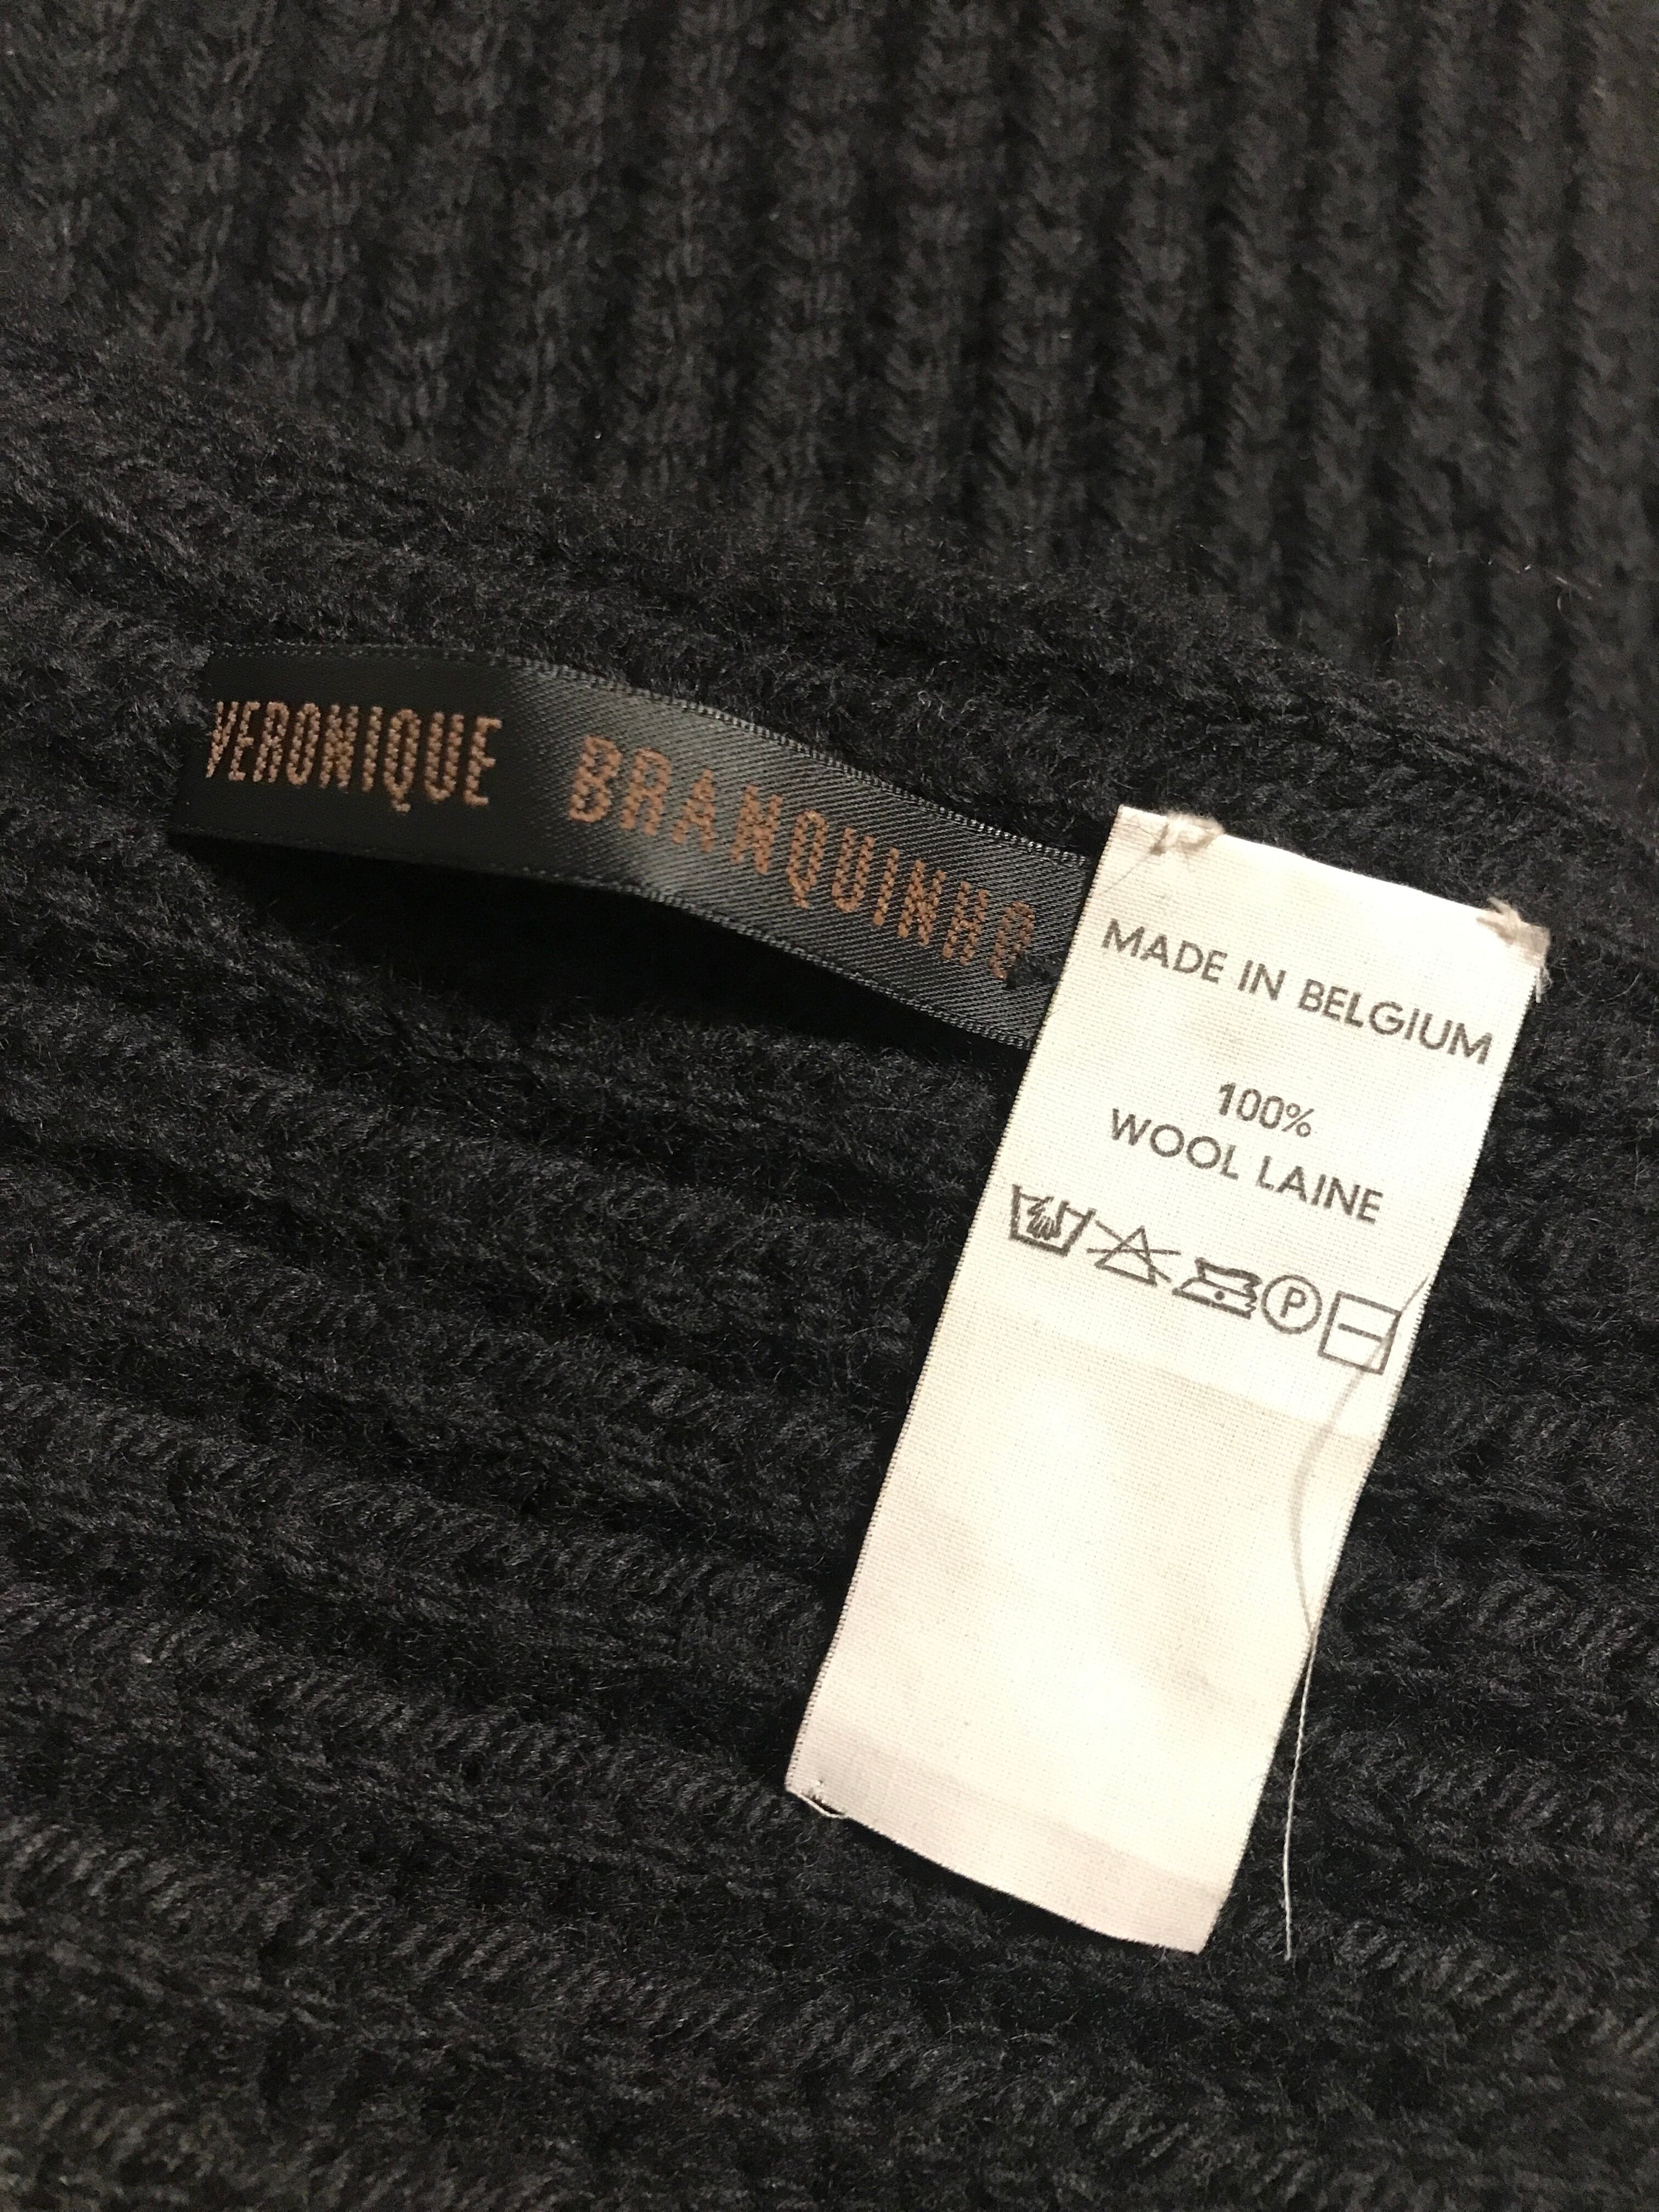 VERONIQUE BRANQUINHO
MADE IN BELGIUM
100%
WOOL LAINE
P